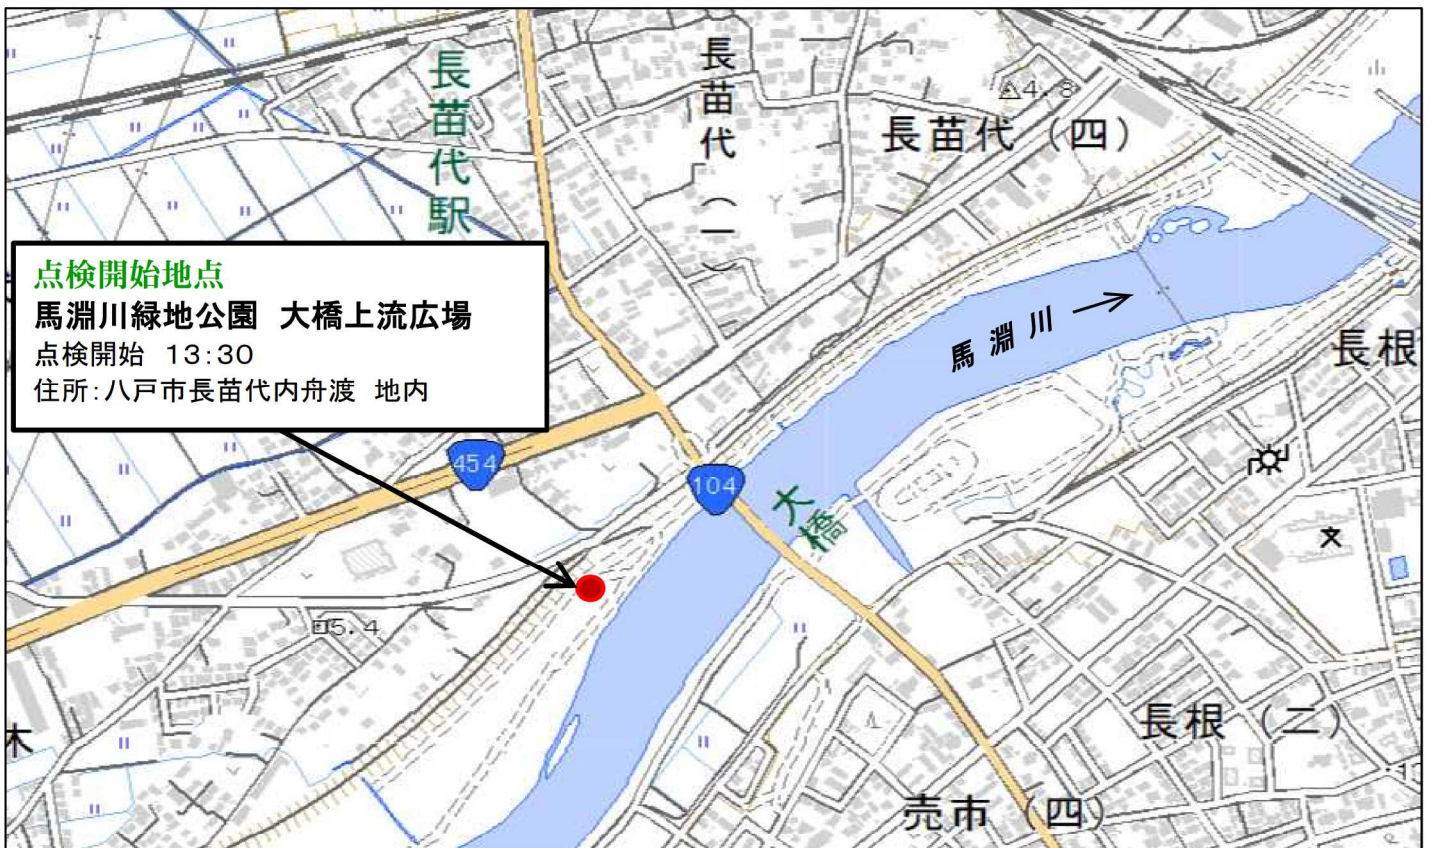 長苗代駅
長苗代（一）
4.8
長苗代（四）
点検開始地点
馬淵川緑地公園　大橋上流広場
点検開始　13:30
住所:八戸市長苗代内舟渡　地内
馬淵川
長根
454
104
大橋
5.4
木
長根（二）
売市（四）